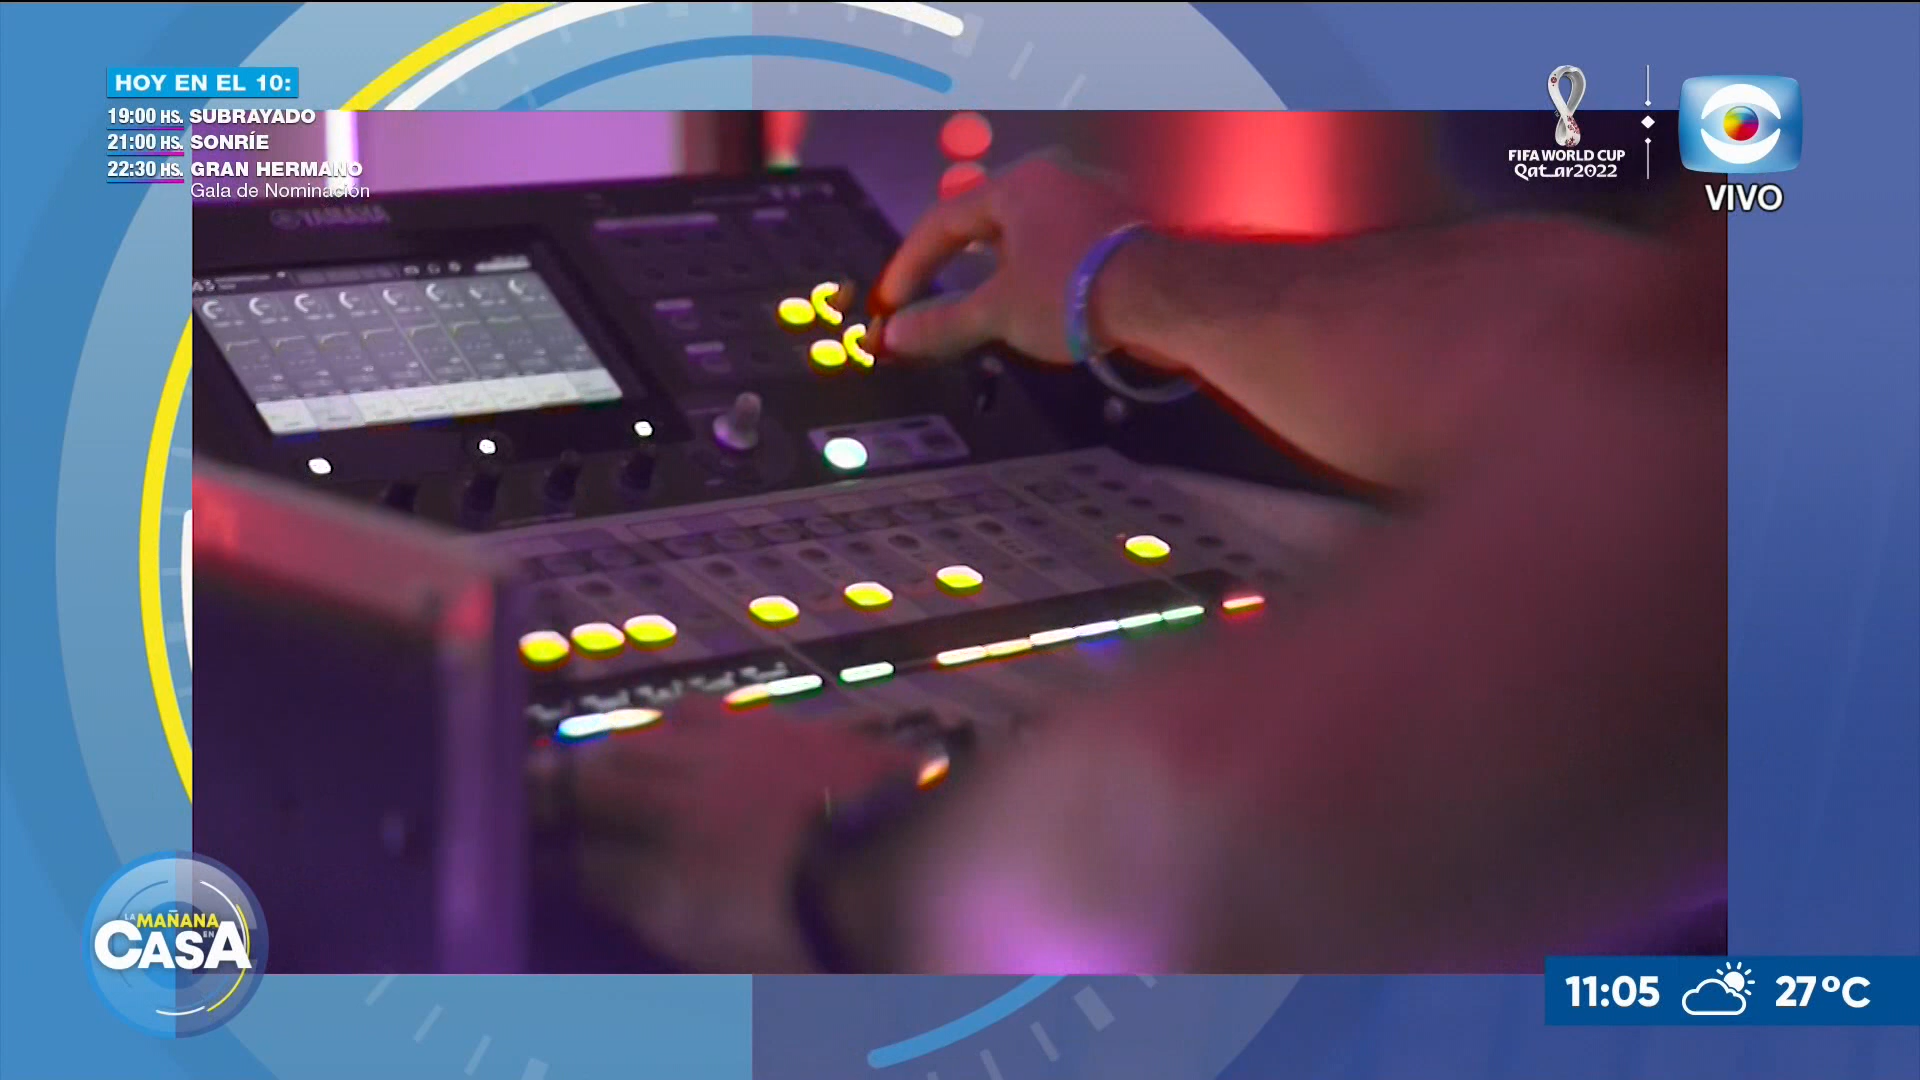 HOY EN EL 10:
19:00 HS. SUBRAYADO
21:00 HS. SONRÍE
22:30 HS. GRAN HERMANO
Gala de Nominación
FIFA WORLD CUP
Qatar2022
VIVO
YAMAHA
LA MAÑANA
EN
CASA
11:05 27°C